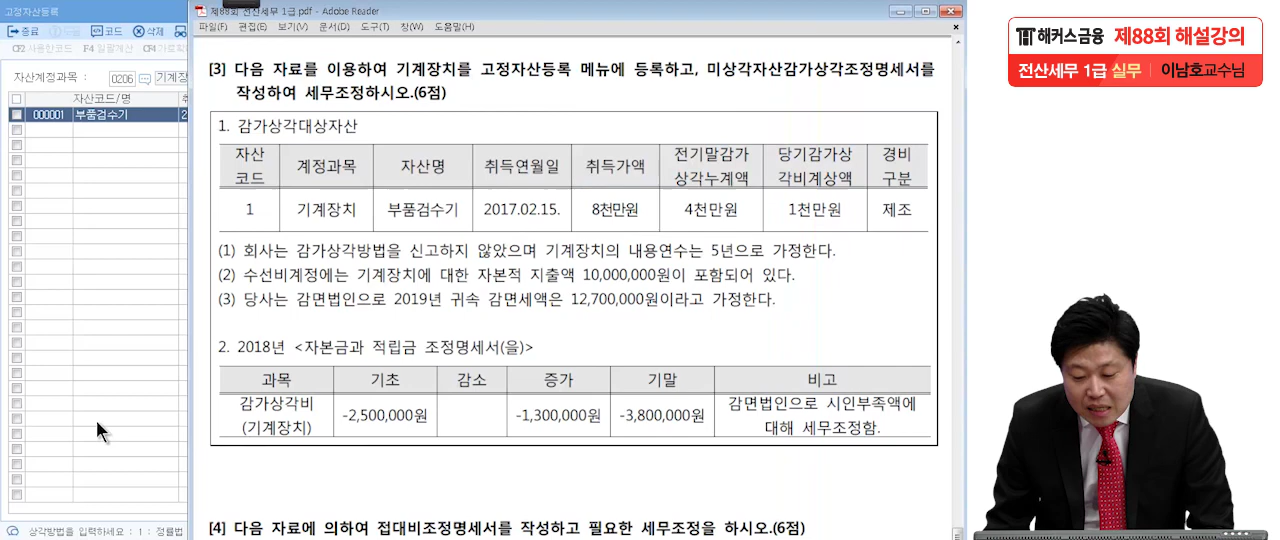 고정자산등록
제88회 전산세무 1급.pdf - Adobe Reader
종료
코드
삭제
파일(F) 편집(E) 보기(V) 문서(D) 도구(T) 창(W) 도움말(H)
CF2 사용한코드 F4 일괄계산 CF4
자산계정과목 : 0206 기계장
자산코드/명
000001 부품검수기 2
상각방법을 입력하세요 : 1 : 정률법
[3] 다음 자료를 이용하여 기계장치를 고정자산등록 메뉴에 등록하고, 미상각자산감가상각조정명세서를
작성하여 세무조정하시오.(6점)
1. 감가상각대상자산
자산 코드 계정과목 자산명 취득연월일 취득가액 전기말감가 상각누계액 당기감가상 각비계상액 경비 구분
1 기계장치 부품검수기 2017.02.15. 8천만원 4천만원 1천만원 제조
(1) 회사는 감가상각방법을 신고하지 않았으며 기계장치의 내용연수는 5년으로 가정한다.
(2) 수선비계정에는 기계장치에 대한 자본적 지출액 10,000,000원이 포함되어 있다.
(3) 당사는 감면법인으로 2019년 귀속 감면세액은 12,700,000원이라고 가정한다.
2. 2018년 <자본금과 적립금 조정명세서(을)>
과목 기초 감소 증가 기말 비고
감가상각비 (기계장치) -2,500,000원 -1,300,000원 -3,800,000원 감면법인으로 시인부족액에 대해 세무조정함.
[4] 다음 자료에 의하여 접대비조정명세서를 작성하고 필요한 세무조정을 하시오.(6점)
해커스금융 제88회 해설강의
전산세무 1급 실무 | 이남호교수님